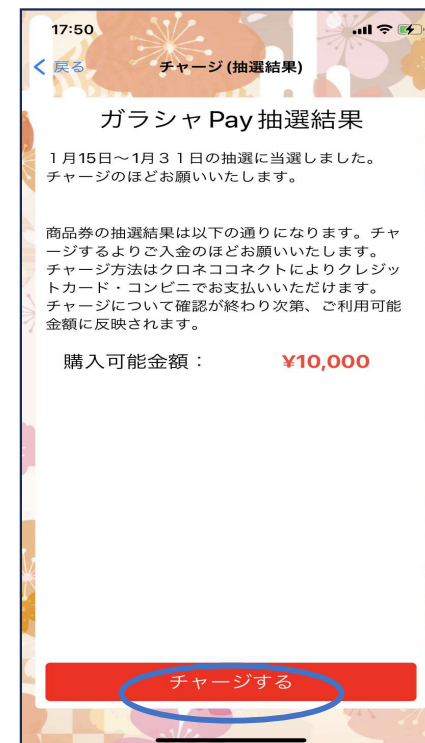 17:50
戻る
チャージ (抽選結果)
ガラシャ Pay 抽選結果
１月15日～1月３１日の抽選に当選しました。
チャージのほどお願いいたします。
商品券の抽選結果は以下の通りになります。チャ
ージするよりご入金のほどお願いいたします。
チャージ方法はクロネココネクトによりクレジッ
トカード・コンビニでお支払いいただけます。
チャージについて確認が終わり次第、ご利用可能
金額に反映されます。
購入可能金額： ¥10,000
チャージする